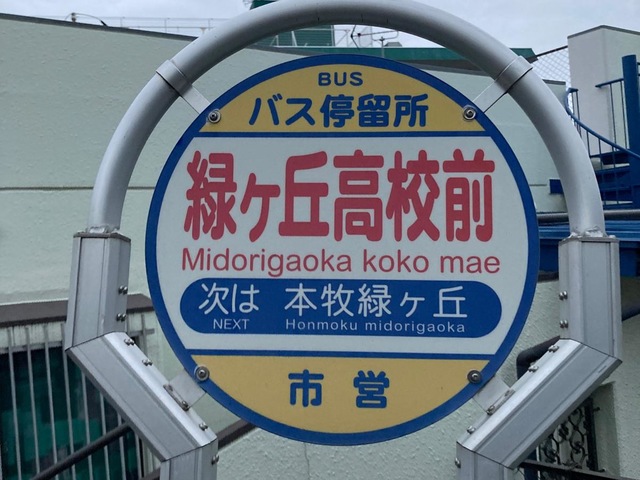 BUS
バス停留所
緑ヶ丘高校前
Midorigaoka koko mae
次は 本牧緑ヶ丘
NEXT Honmoku midorigaoka
市営